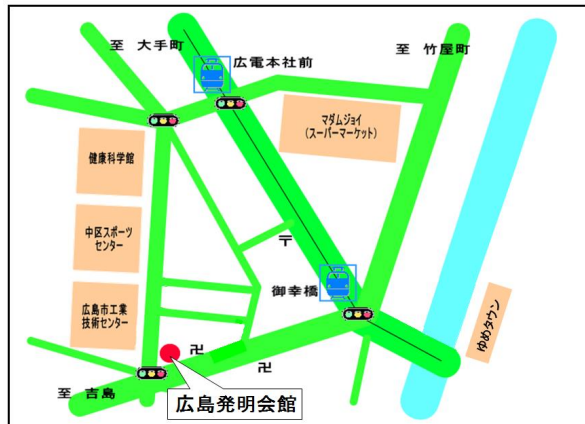 至 大手町
広電本社前
至 竹屋町
マダムジョイ
(スーパーマーケット)
健康科学館
中区スポーツ
センター
〒
御幸橋
広島市工業
技術センター
ゆめタウン
卍
卍
至 吉島
広島発明会館